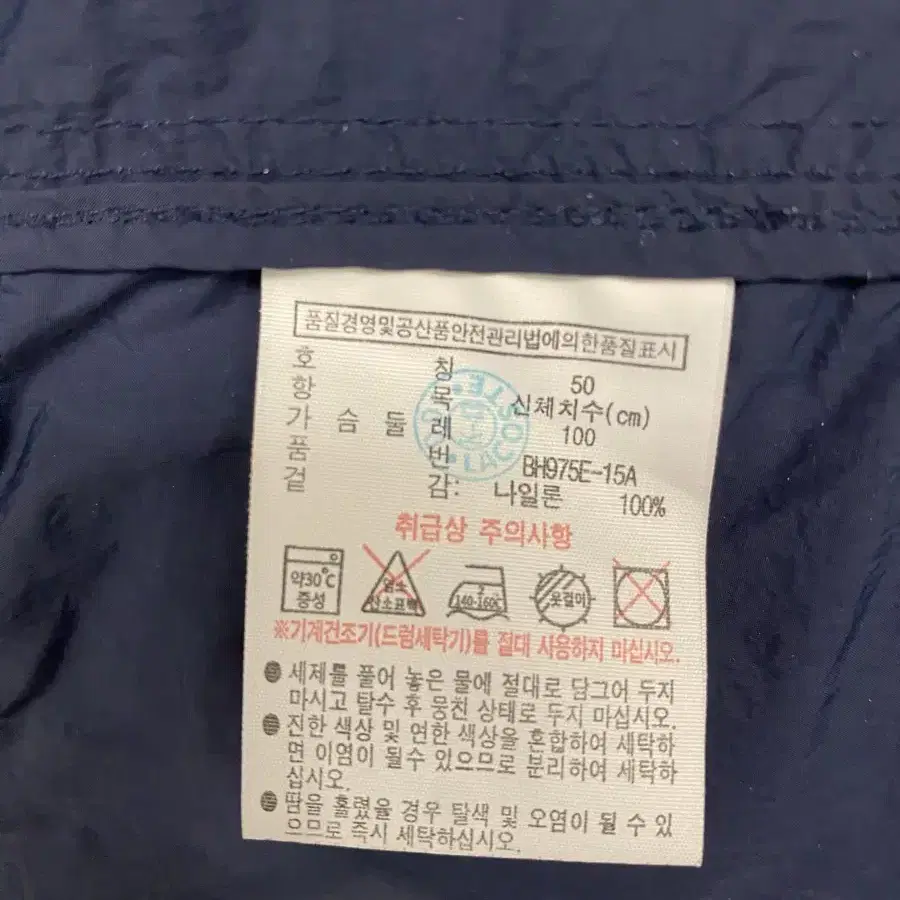 품질경영및공산품안전관리법에의한품질표시
호 칭 50
항 목 신체치수(cm)
가 슴 둘 레 100
품 번 BH975E-15A
겉 감: 나일론 100%
취급상 주의사항
약30℃ 중성
염소 산소표백
2 140-160℃
옷걸이
※기계건조기(드럼세탁기)를 절대 사용하지 마십시오.
세제를 풀어 놓은 물에 절대로 담그어 두지
마시고 탈수 후 뭉친 상태로 두지 마십시오.
진한 색상 및 연한 색상을 혼합하여 세탁하
면 이염이 될수 있으므로 분리하여 세탁하
십시오.
땀을 흘렸을 경우 탈색 및 오염이 될 수 있
으므로 즉시 세탁하십시오.